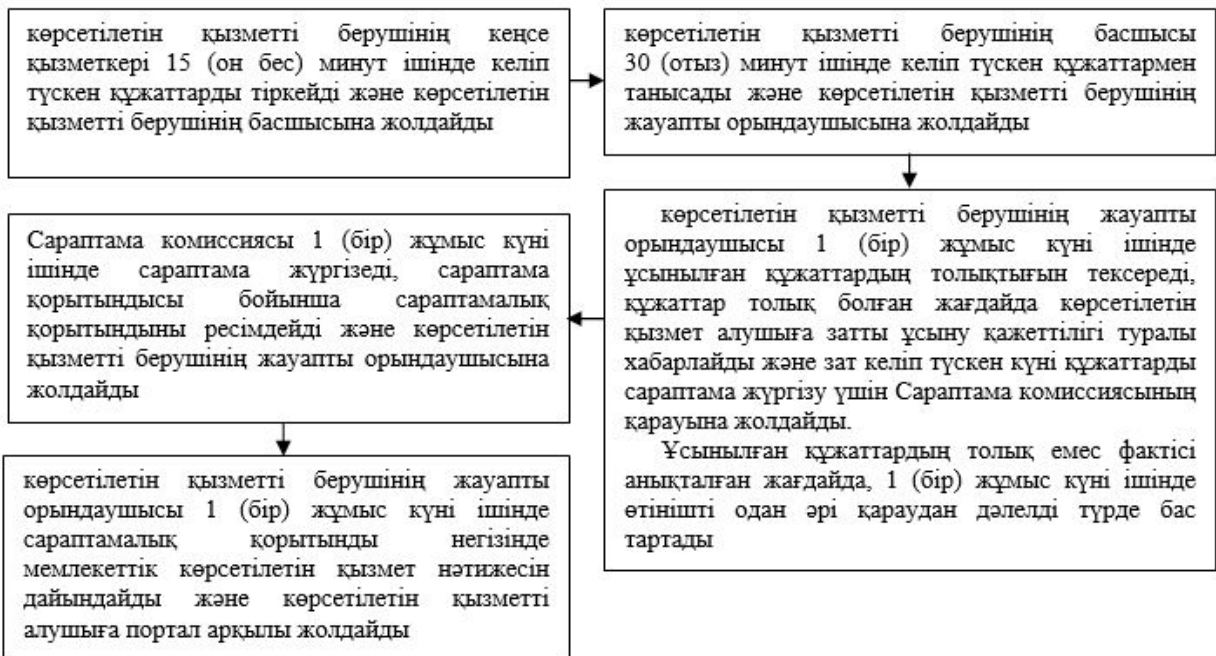 көрсетілетін қызметті берушінің кеңсе
қызметкері 15 (он бес) минут ішінде келіп
түскен құжаттарды тіркейді және көрсетілетін
қызметті берушінің басшысына жолдайды
көрсетілетін қызметті берушінің басшысы
30 (отыз) минут ішінде келіп түскен құжаттармен
танысады және көрсетілетін қызметті берушінің
жауапты орындаушысына жолдайды
көрсетілетін қызметті берушінің жауапты
орындаушысы 1 (бір) жұмыс күні ішінде
ұсынылған құжаттардың толықтығын тексереді,
құжаттар толық болған жағдайда көрсетілетін
қызмет алушыға затты ұсыну қажеттілігі туралы
хабарлайды және зат келіп түскен күні құжаттарды
сараптама жүргізу үшін Сараптама комиссиясының
қарауына жолдайды.
Ұсынылған құжаттардың толық емес фактісі
анықталған жағдайда, 1 (бір) жұмыс күні ішінде
өтінішті одан әрі қараудан дәлелді түрде бас
тартады
Сараптама комиссиясы 1 (бір) жұмыс күні
ішінде сараптама жүргізеді, сараптама
қорытындысы бойынша сараптамалық
қорытындыны ресімдейді және көрсетілетін
қызметті берушінің жауапты орындаушысына
жолдайды
көрсетілетін қызметті берушінің жауапты
орындаушысы 1 (бір) жұмыс күні ішінде
сараптамалық қорытынды негізінде
мемлекеттік көрсетілетін қызмет нәтижесін
дайындайды және көрсетілетін қызметті
алушыға портал арқылы жолдайды